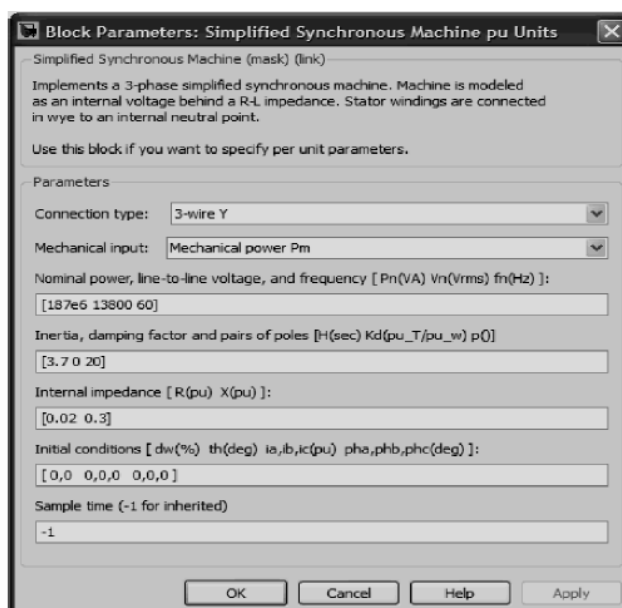 Block Parameters: Simplified Synchronous Machine pu Units
Simplified Synchronous Machine (mask) (link)
Implements a 3-phase simplified synchronous machine. Machine is modeled
as an internal voltage behind a R-L impedance. Stator windings are connected
in wye to an internal neutral point.
Use this block if you want to specify per unit parameters.
Parameters
Connection type: 3-wire Y
Mechanical input: Mechanical power Pm
Nominal power, line-to-line voltage, and frequency [ Pn(VA) Vn(Vrms) fn(Hz) ]:
[187e6 13800 60]
Inertia, damping factor and pairs of poles [H(sec) Kd(pu_T/pu_w) p()]
[3.7 0 20]
Internal impedance [ R(pu) X(pu) ]:
[0.02 0.3]
Initial conditions [ dw(%) th(deg) ia,ib,ic(pu) pha,phb,phc(deg) ]:
[ 0,0 0,0,0 0,0,0 ]
Sample time (-1 for inherited)
-1
OK Cancel Help Apply